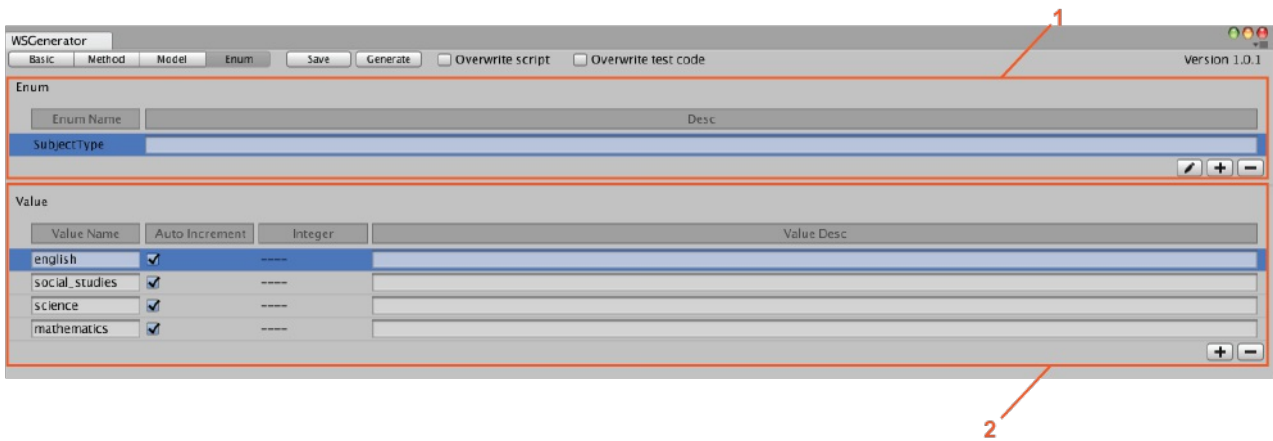 1
WSGenerator
Basic Method Model Enum Save Generate Overwrite script Overwrite test code Version 1.0.1
Enum
Enum Name Desc
SubjectType
Value
Value Name Auto Increment Integer Value Desc
english ----
social_studies ----
science ----
mathematics ----
2